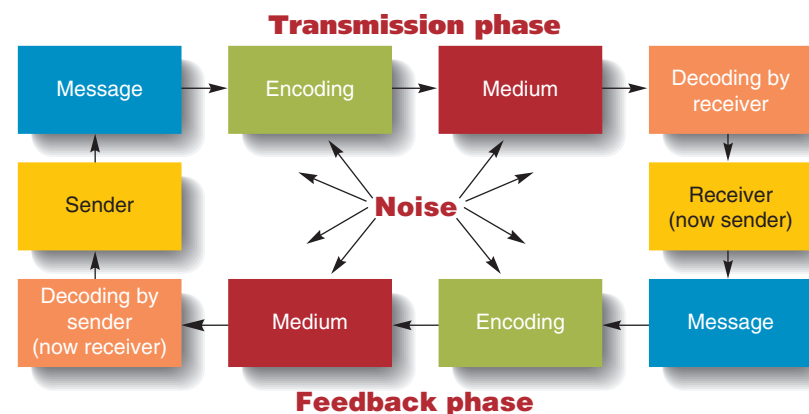 Transmission phase
Message
Encoding
Medium
Decoding by
receiver
Sender
Noise
Receiver
(now sender)
Decoding by
sender
(now receiver)
Medium
Encoding
Message
Feedback phase